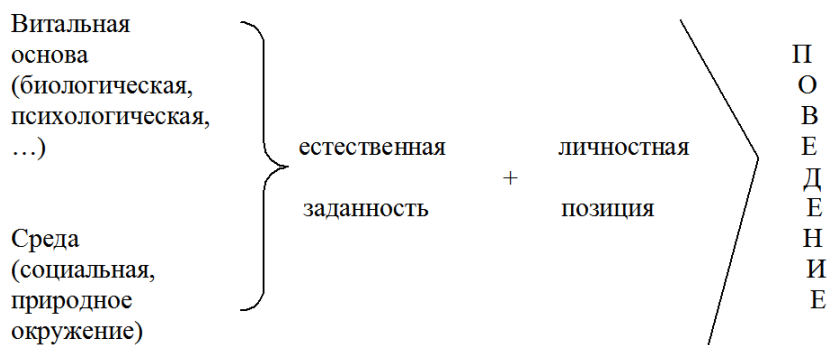 Витальная
основа
(биологическая,
психологическая,
…)
Среда
(социальная,
природное
окружение)
естественная
заданность
+
личностная
позиция
П
О
В
Е
Д
Е
Н
И
Е